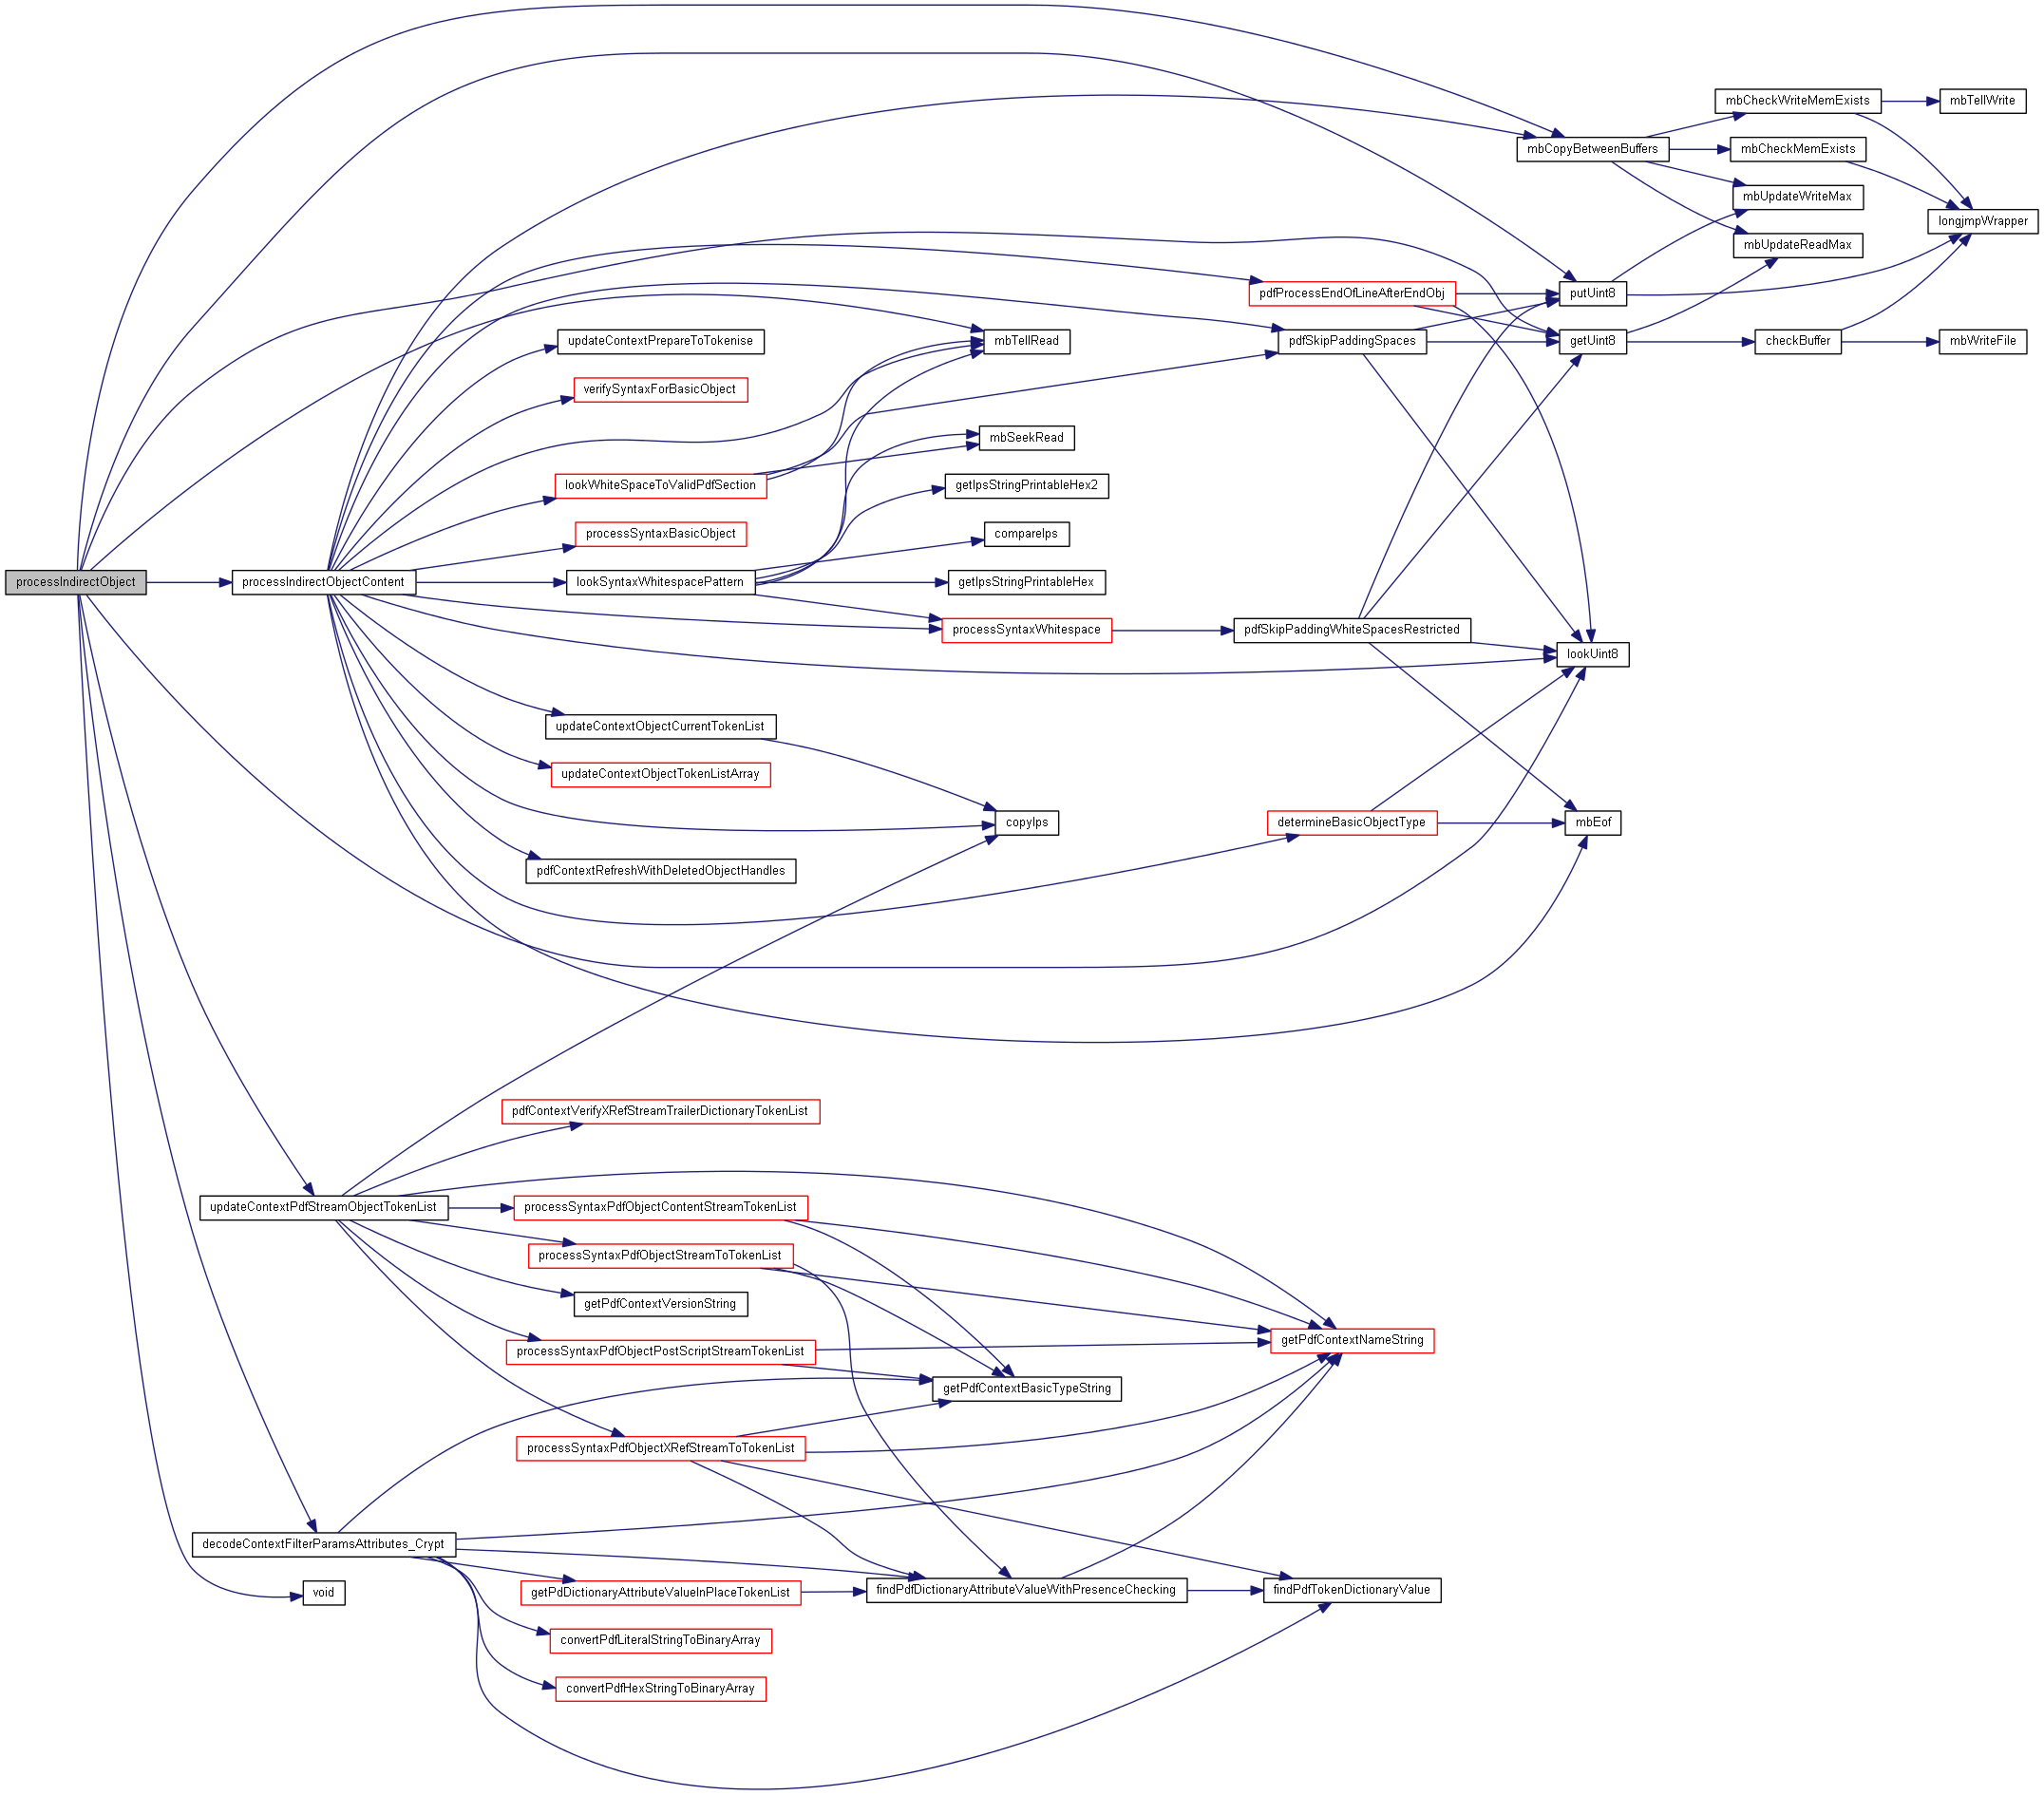 mbCheckWriteMemExists
mbTellWrite
mbCopyBetweenBuffers
mbCheckMemExists
mbUpdateWriteMax
longjmpWrapper
mbUpdateReadMax
pdfProcessEndOfLineAfterEndObj
putUint8
updateContextPrepareToTokenise
mbTellRead
pdfSkipPaddingSpaces
getUint8
checkBuffer
mbWriteFile
verifySyntaxForBasicObject
mbSeekRead
lookWhiteSpaceToValidPdfSection
getIpsStringPrintableHex2
processSyntaxBasicObject
compareIps
processIndirectObject
processIndirectObjectContent
lookSyntaxWhitespacePattern
getIpsStringPrintableHex
processSyntaxWhitespace
pdfSkipPaddingWhiteSpacesRestricted
lookUint8
updateContextObjectCurrentTokenList
updateContextObjectTokenListArray
copyIps
determineBasicObjectType
mbEof
pdfContextRefreshWithDeletedObjectHandles
pdfContextVerifyXRefStreamTrailerDictionaryTokenList
updateContextPdfStreamObjectTokenList
processSyntaxPdfObjectContentStreamTokenList
processSyntaxPdfObjectStreamToTokenList
getPdfContextVersionString
getPdfContextNameString
processSyntaxPdfObjectPostScriptStreamTokenList
getPdfContextBasicTypeString
processSyntaxPdfObjectXRefStreamToTokenList
decodeContextFilterParamsAttributes_Crypt
void
getPdDictionaryAttributeValueInPlaceTokenList
findPdfDictionaryAttributeValueWithPresenceChecking
findPdfTokenDictionaryValue
convertPdfLiteralStringToBinaryArray
convertPdfHexStringToBinaryArray